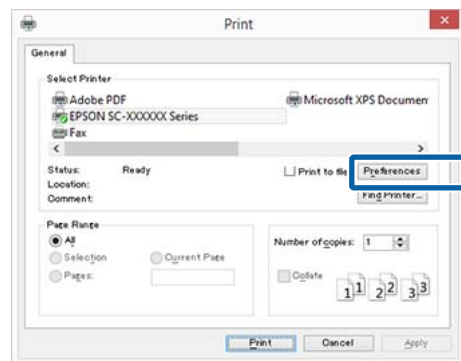 Print
General
Select Printer
Adobe PDF
Microsoft XPS Documen
EPSON SC-XXXXXX Series
Fax
Status: Ready
Print to file
Preferences
Location:
Comment:
Find Printer...
Page Range
All
Selection
Current Page
Pages:
Number of copies: 1
Collate
1 1 2 2 3 3
Print
Cancel
Apply